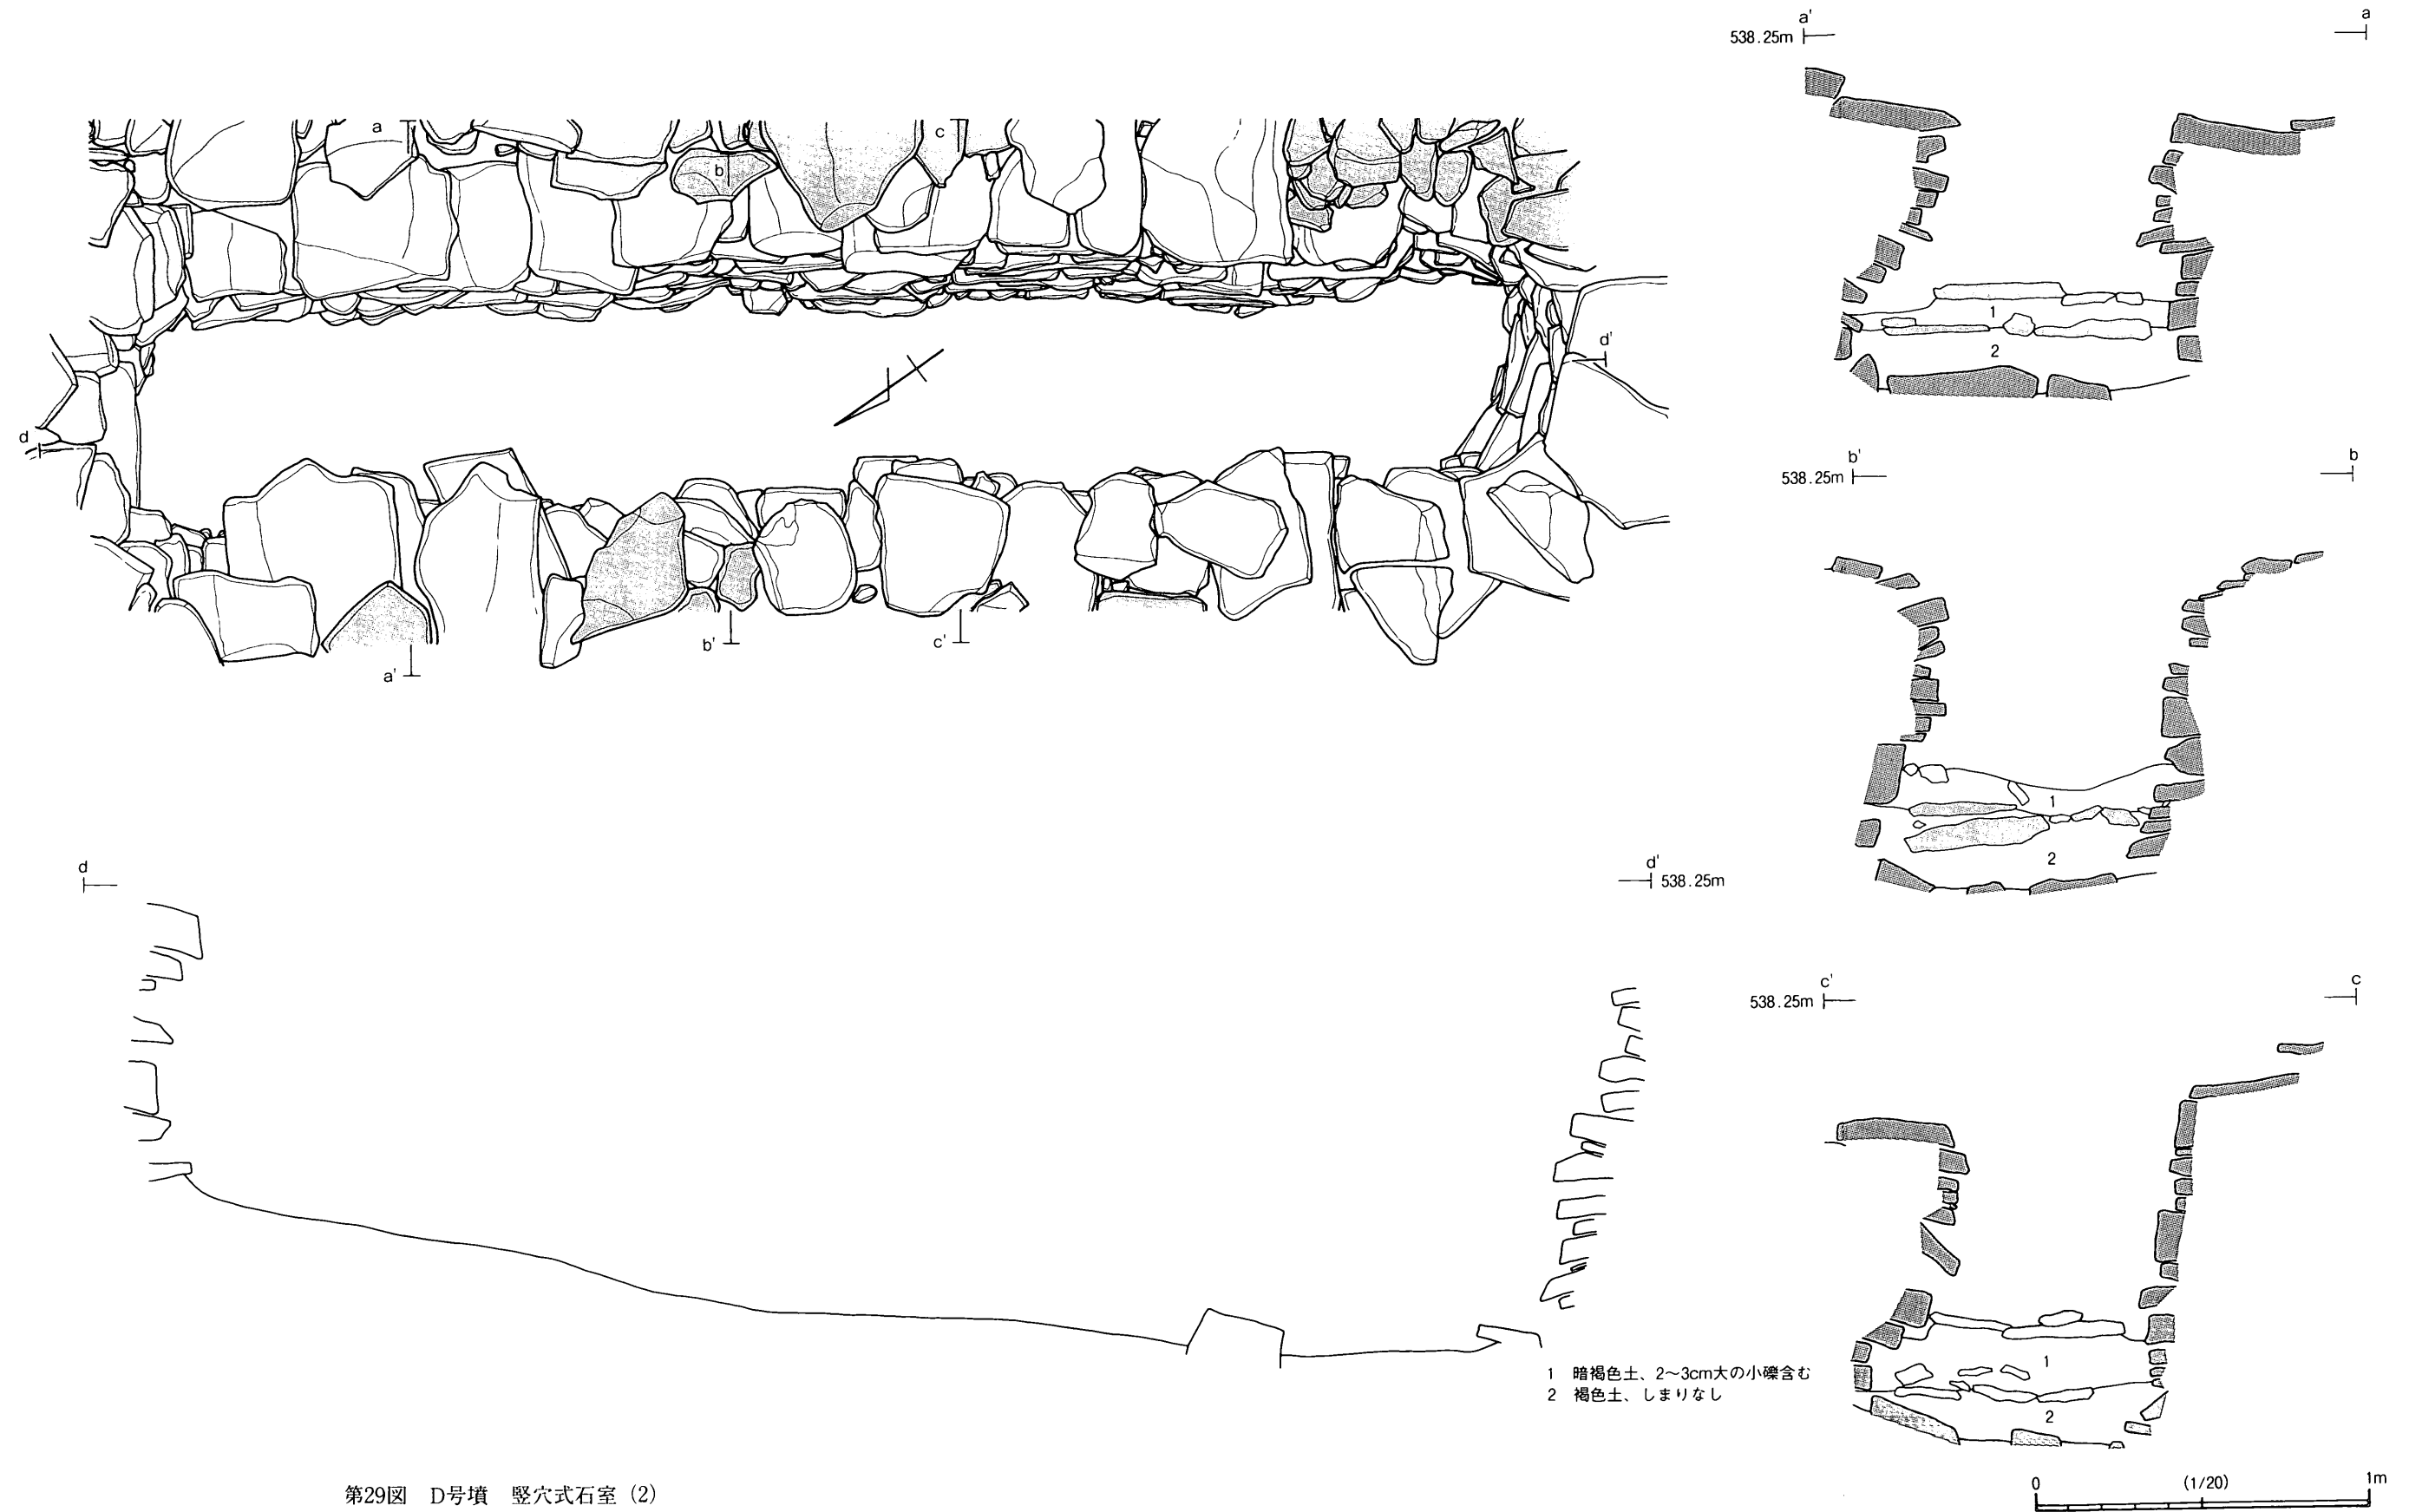 a
c
b
d
d'
a'
b'
c'
a'
a
538.25m
1
2
b'
b
538.25m
1
2
d
d'
538.25m
c'
c
538.25m
1
2
1 暗褐色土、2〜3cm大の小礫含む
2 褐色土、しまりなし
0 (1/20) 1m
第29図 D号墳 竪穴式石室 (2)